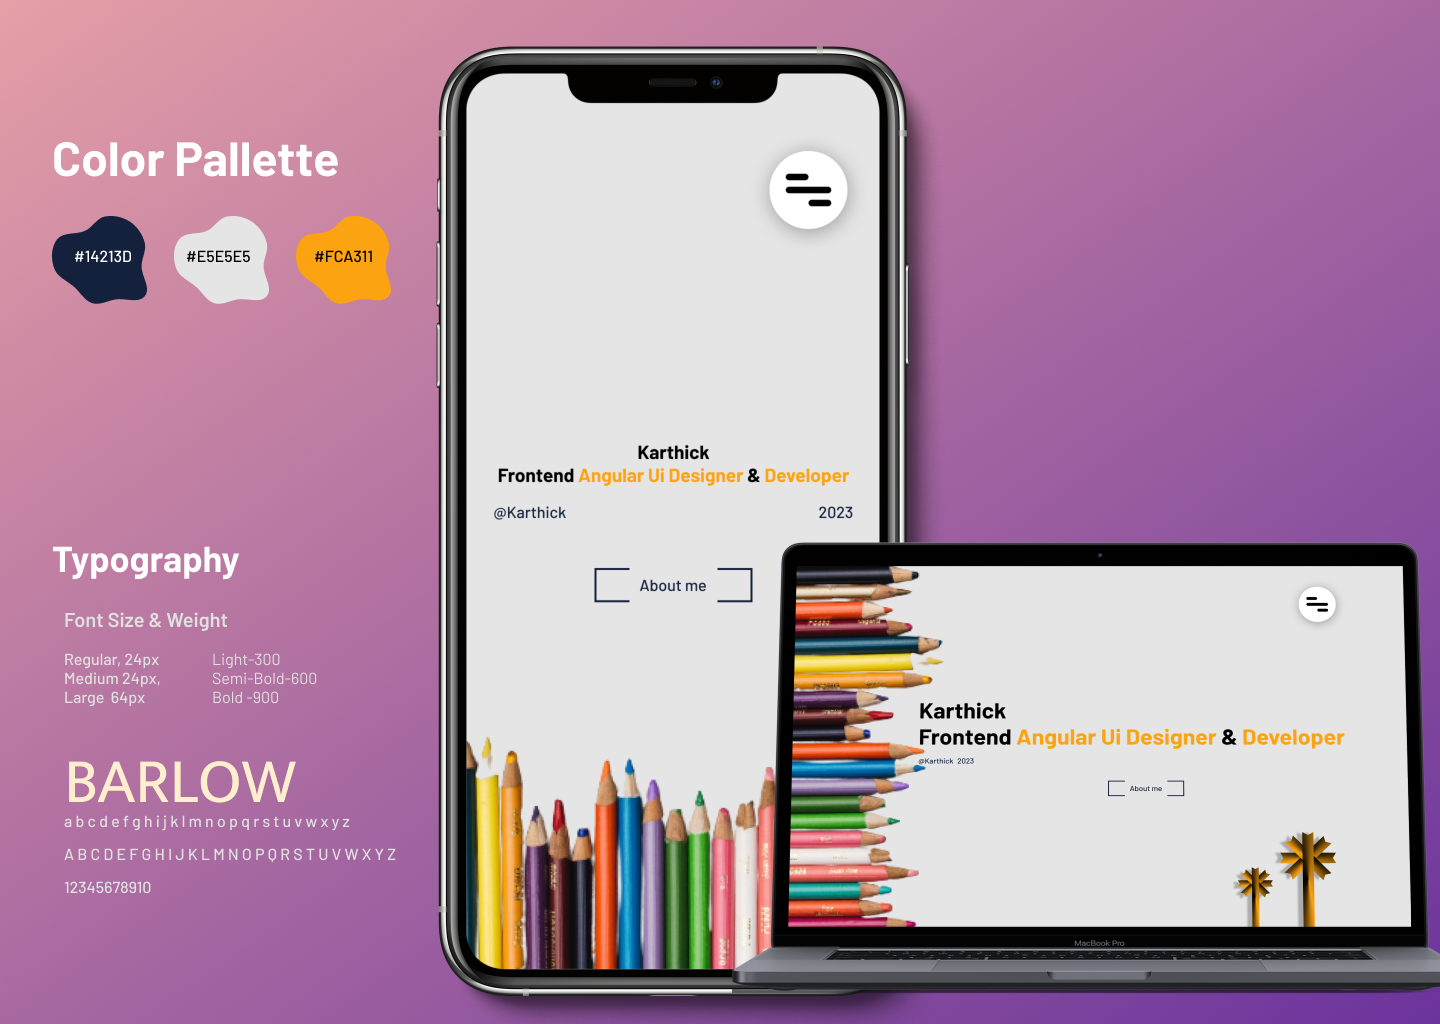 Color Pallette
#14213D
#E5E5E5
#FCA311
Typography
Font Size & Weight
Regular, 24px
Light-300
Medium 24px,
Semi-Bold-600
Large 64px
Bold -900
BARLOW
a b c d e f g h i j k l m n o p q r s t u v w x y z
A B C D E F G H I J K L M N O P Q R S T U V W X Y Z
12345678910
Karthick
Frontend Angular Ui Designer & Developer
@Karthick
2023
About me
Karthick
Frontend Angular Ui Designer & Developer
@Karthick 2023
About me
MacBook Pro